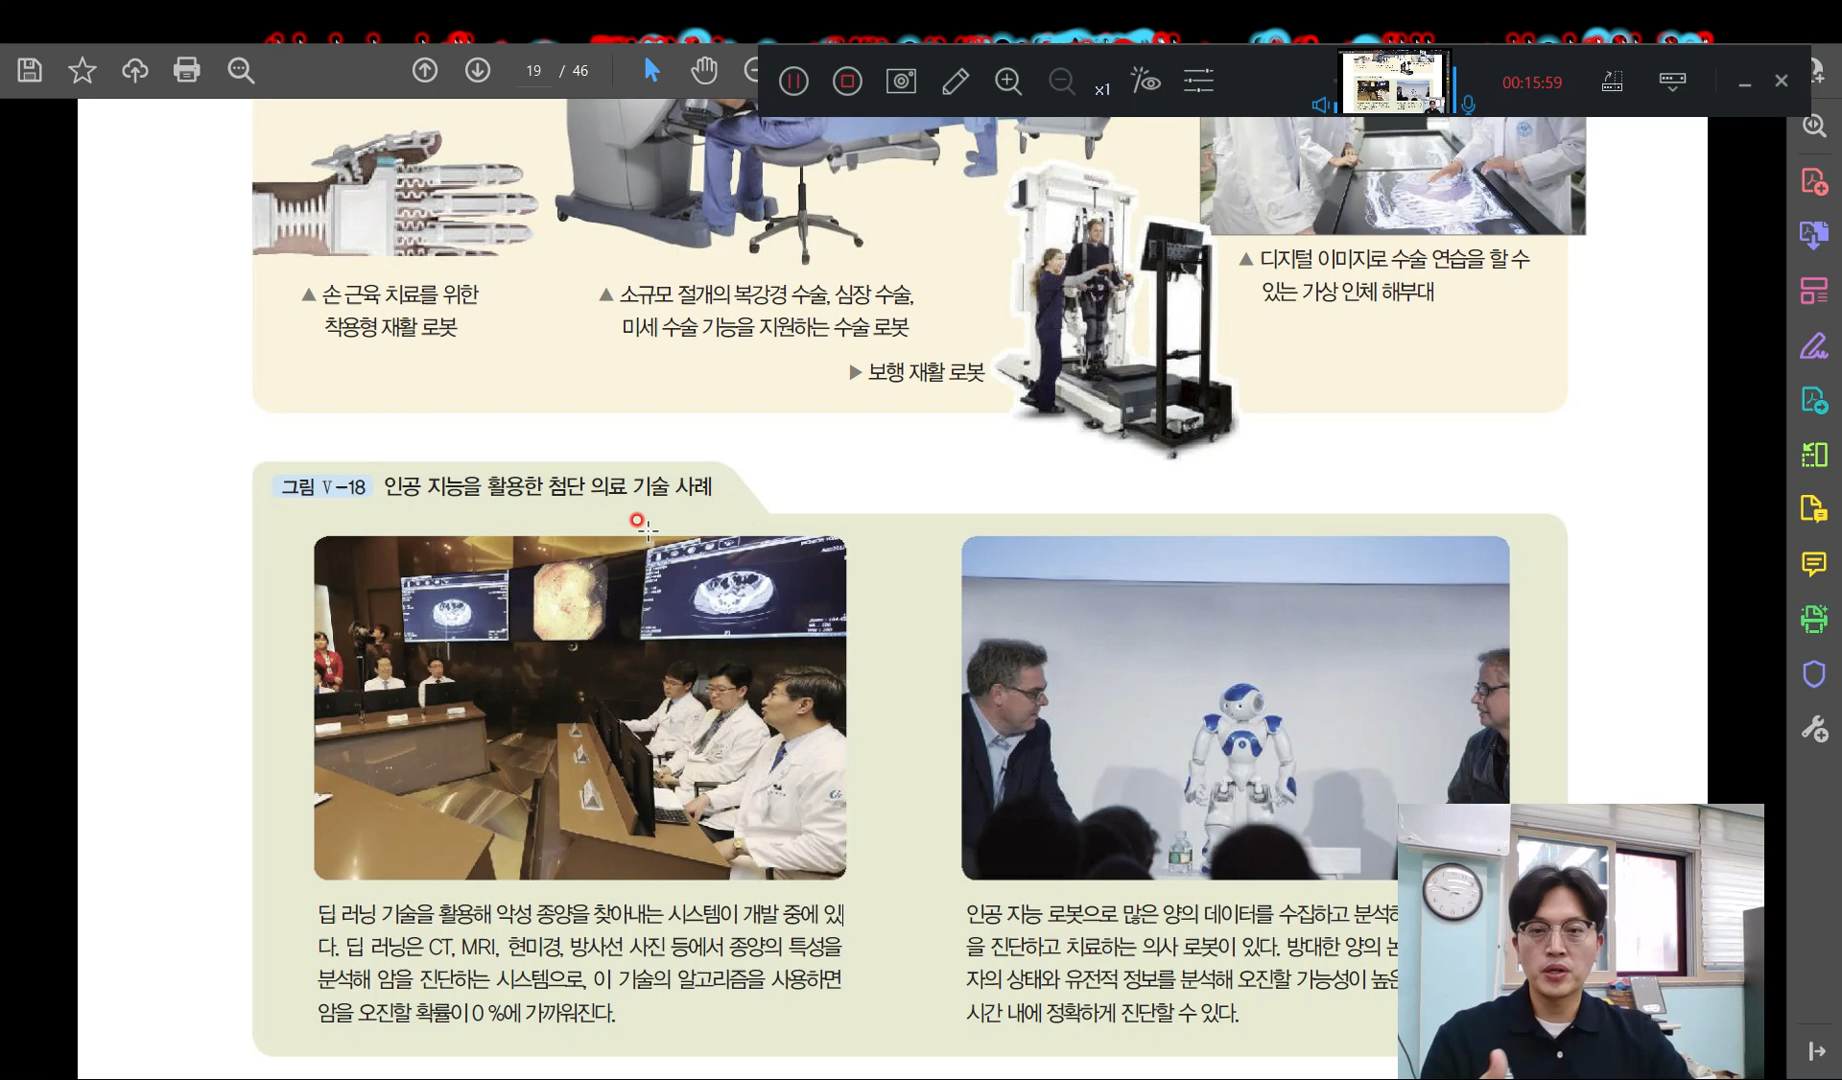 19 / 46
x1
00:15:59
▲ 손 근육 치료를 위한
착용형 재활 로봇
▲ 소규모 절개의 복강경 수술, 심장 수술,
미세 수술 기능을 지원하는 수술 로봇
▶ 보행 재활 로봇
▲ 디지털 이미지로 수술 연습을 할 수
있는 가상 인체 해부대
그림 Ⅴ-18 인공 지능을 활용한 첨단 의료 기술 사례
딥 러닝 기술을 활용해 악성 종양을 찾아내는 시스템이 개발 중에 있
다. 딥 러닝은 CT, MRI, 현미경, 방사선 사진 등에서 종양의 특성을
분석해 암을 진단하는 시스템으로, 이 기술의 알고리즘을 사용하면
암을 오진할 확률이 0 %에 가까워진다.
인공 지능 로봇으로 많은 양의 데이터를 수집하고 분석하
을 진단하고 치료하는 의사 로봇이 있다. 방대한 양의 논
자의 상태와 유전적 정보를 분석해 오진할 가능성이 높은
시간 내에 정확하게 진단할 수 있다.